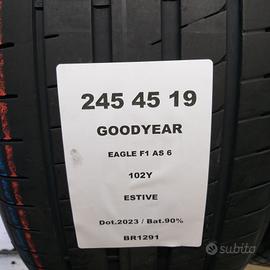 245 45 19
GOODYEAR
EAGLE F1 AS 6
102Y
ESTIVE
Dot.2023 / Bat.90%
BR1291
subito